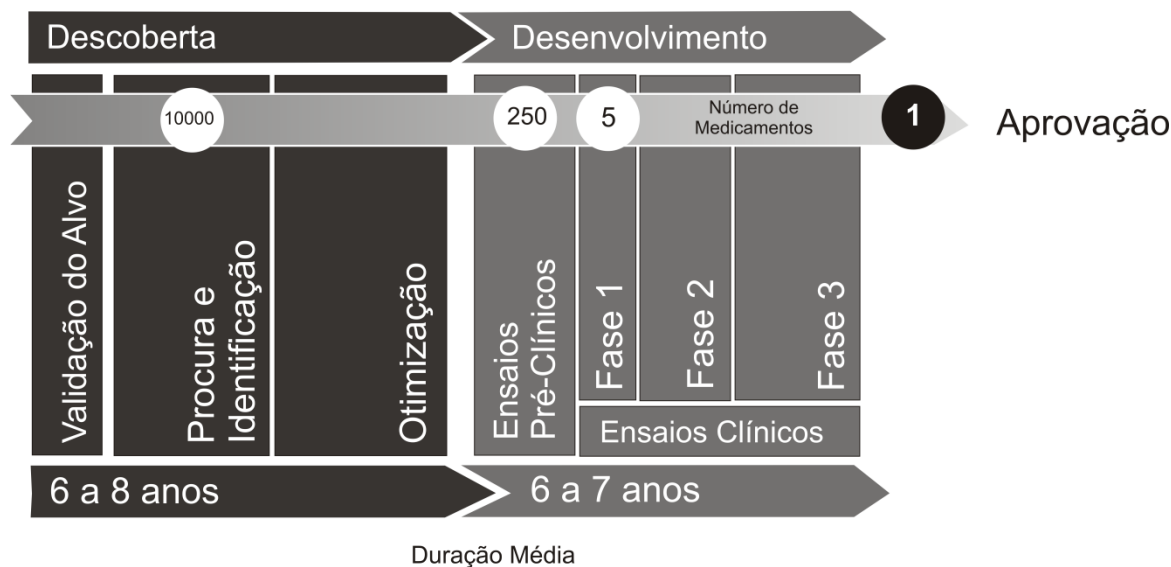 Descoberta
Desenvolvimento
10000
250
5
Número de
Medicamentos
1
Aprovação
Validação do Alvo
Procura e
Identificação
Otimização
Ensaios
Pré-Clínicos
Fase 1
Fase 2
Fase 3
Ensaios Clínicos
6 a 8 anos
6 a 7 anos
Duração Média